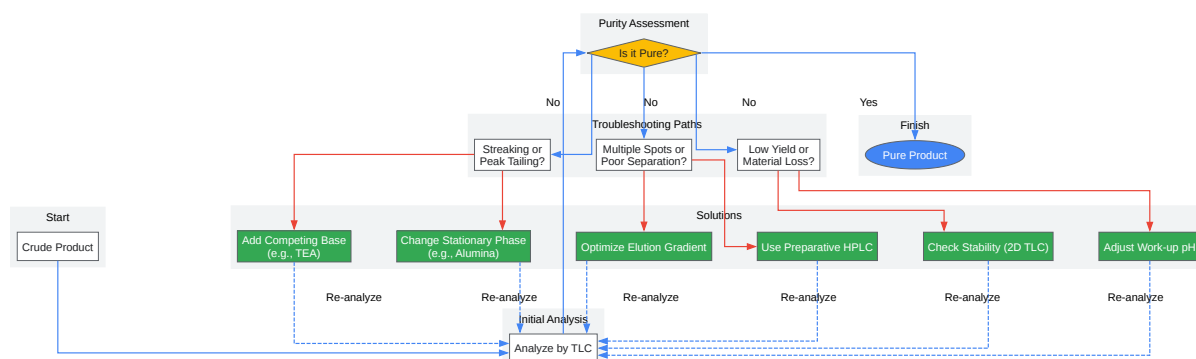 Purity Assessment
Is it Pure?
No
No
No
Yes
Troubleshooting Paths
Finish
Streaking or
Peak Tailing?
Multiple Spots or
Poor Separation?
Low Yield or
Material Loss?
Pure Product
Start
Solutions
Crude Product
Add Competing Base
(e.g., TEA)
Change Stationary Phase
(e.g., Alumina)
Optimize Elution Gradient
Use Preparative HPLC
Check Stability (2D TLC)
Adjust Work-up pH
Re-analyze
Re-analyze
Re-analyze
Re-analyze
Re-analyze
Re-analyze
Initial Analysis
Analyze by TLC